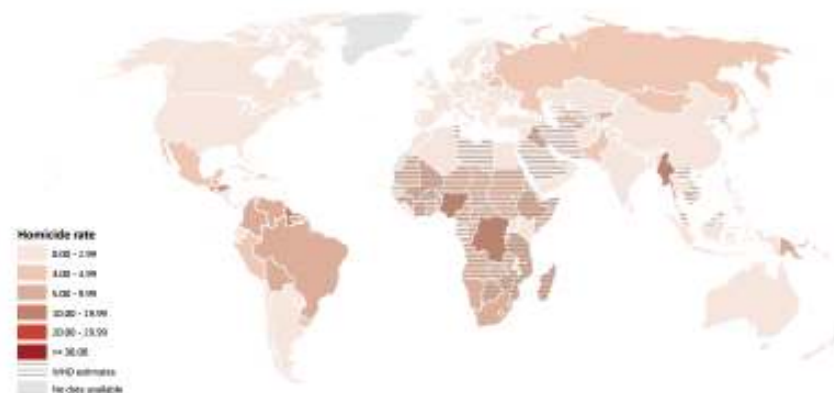 Homicide rate
0.00 - 2.99
3.00 - 4.99
5.00 - 9.99
10.00 - 19.99
20.00 - 29.99
>= 30.00
WHO estimates
No data available